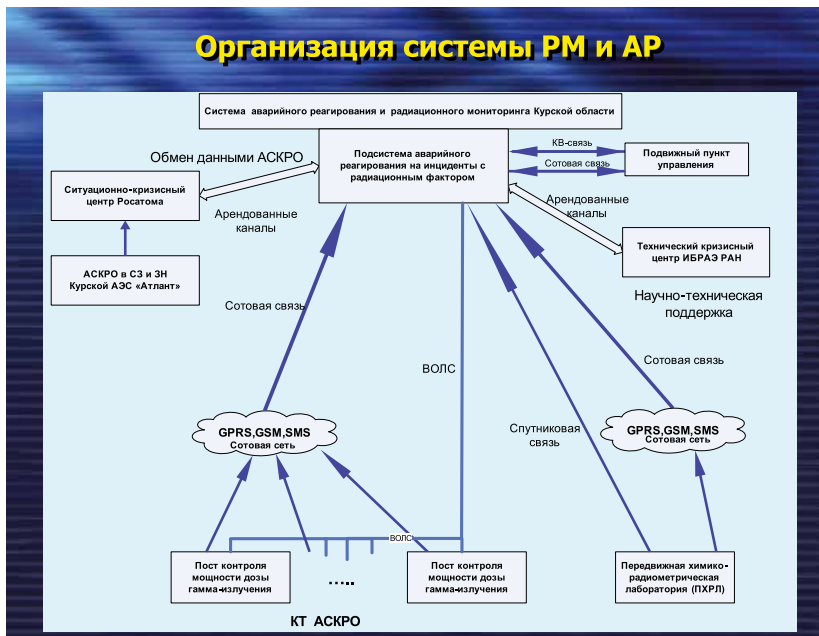 Организация системы РМ и АР
Система аварийного реагирования и радиационного мониторинга Курской области
Подсистема аварийного
реагирования на инциденты с
радиационным фактором
КВ-связь
Сотовая связь
Подвижный пункт
управления
Обмен данными АСКРО
Ситуационно-кризисный
центр Росатома
Арендованные
каналы
Арендованные
каналы
Технический кризисный
центр ИБРАЭ РАН
АСКРО в СЗ и ЗН
Курской АЭС «Атлант»
Научно-техническая
поддержка
Сотовая связь
ВОЛС
Сотовая связь
GPRS,GSM,SMS
Сотовая сеть
Спутниковая
связь
GPRS,GSM,SMS
Сотовая сеть
ВОЛС
Пост контроля
мощности дозы
гамма-излучения
.....
Пост контроля
мощности дозы
гамма-излучения
Передвижная химико-
радиометрическая
лаборатория (ПХРЛ)
КТ АСКРО